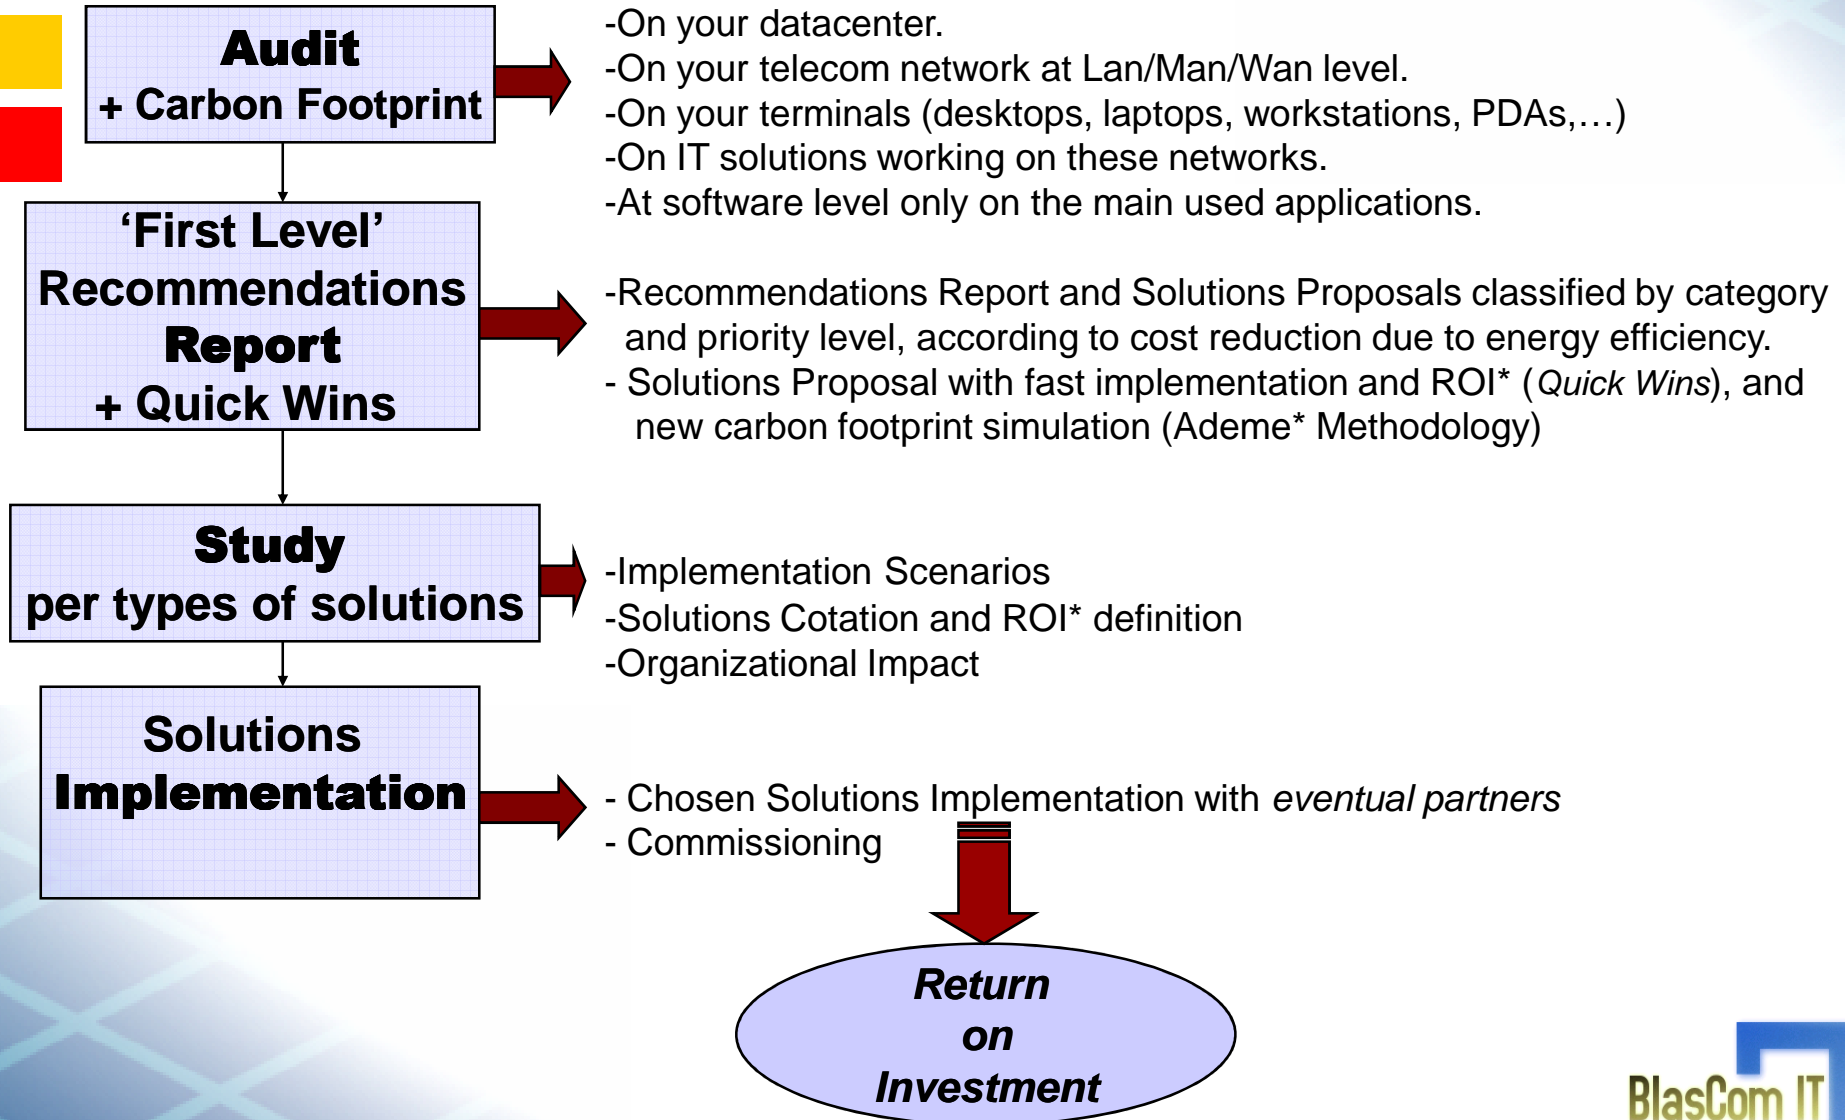 Audit
+ Carbon Footprint
-On your datacenter.
-On your telecom network at Lan/Man/Wan level.
-On your terminals (desktops, laptops, workstations, PDAs,…)
-On IT solutions working on these networks.
-At software level only on the main used applications.
‘First Level’
Recommendations
Report
+ Quick Wins
-Recommendations Report and Solutions Proposals classified by category
and priority level, according to cost reduction due to energy efficiency.
- Solutions Proposal with fast implementation and ROI* (Quick Wins), and
new carbon footprint simulation (Ademe* Methodology)
Study
per types of solutions
-Implementation Scenarios
-Solutions Cotation and ROI* definition
-Organizational Impact
Solutions
Implementation
- Chosen Solutions Implementation with eventual partners
- Commissioning
Return
on
Investment
BlasCom IT